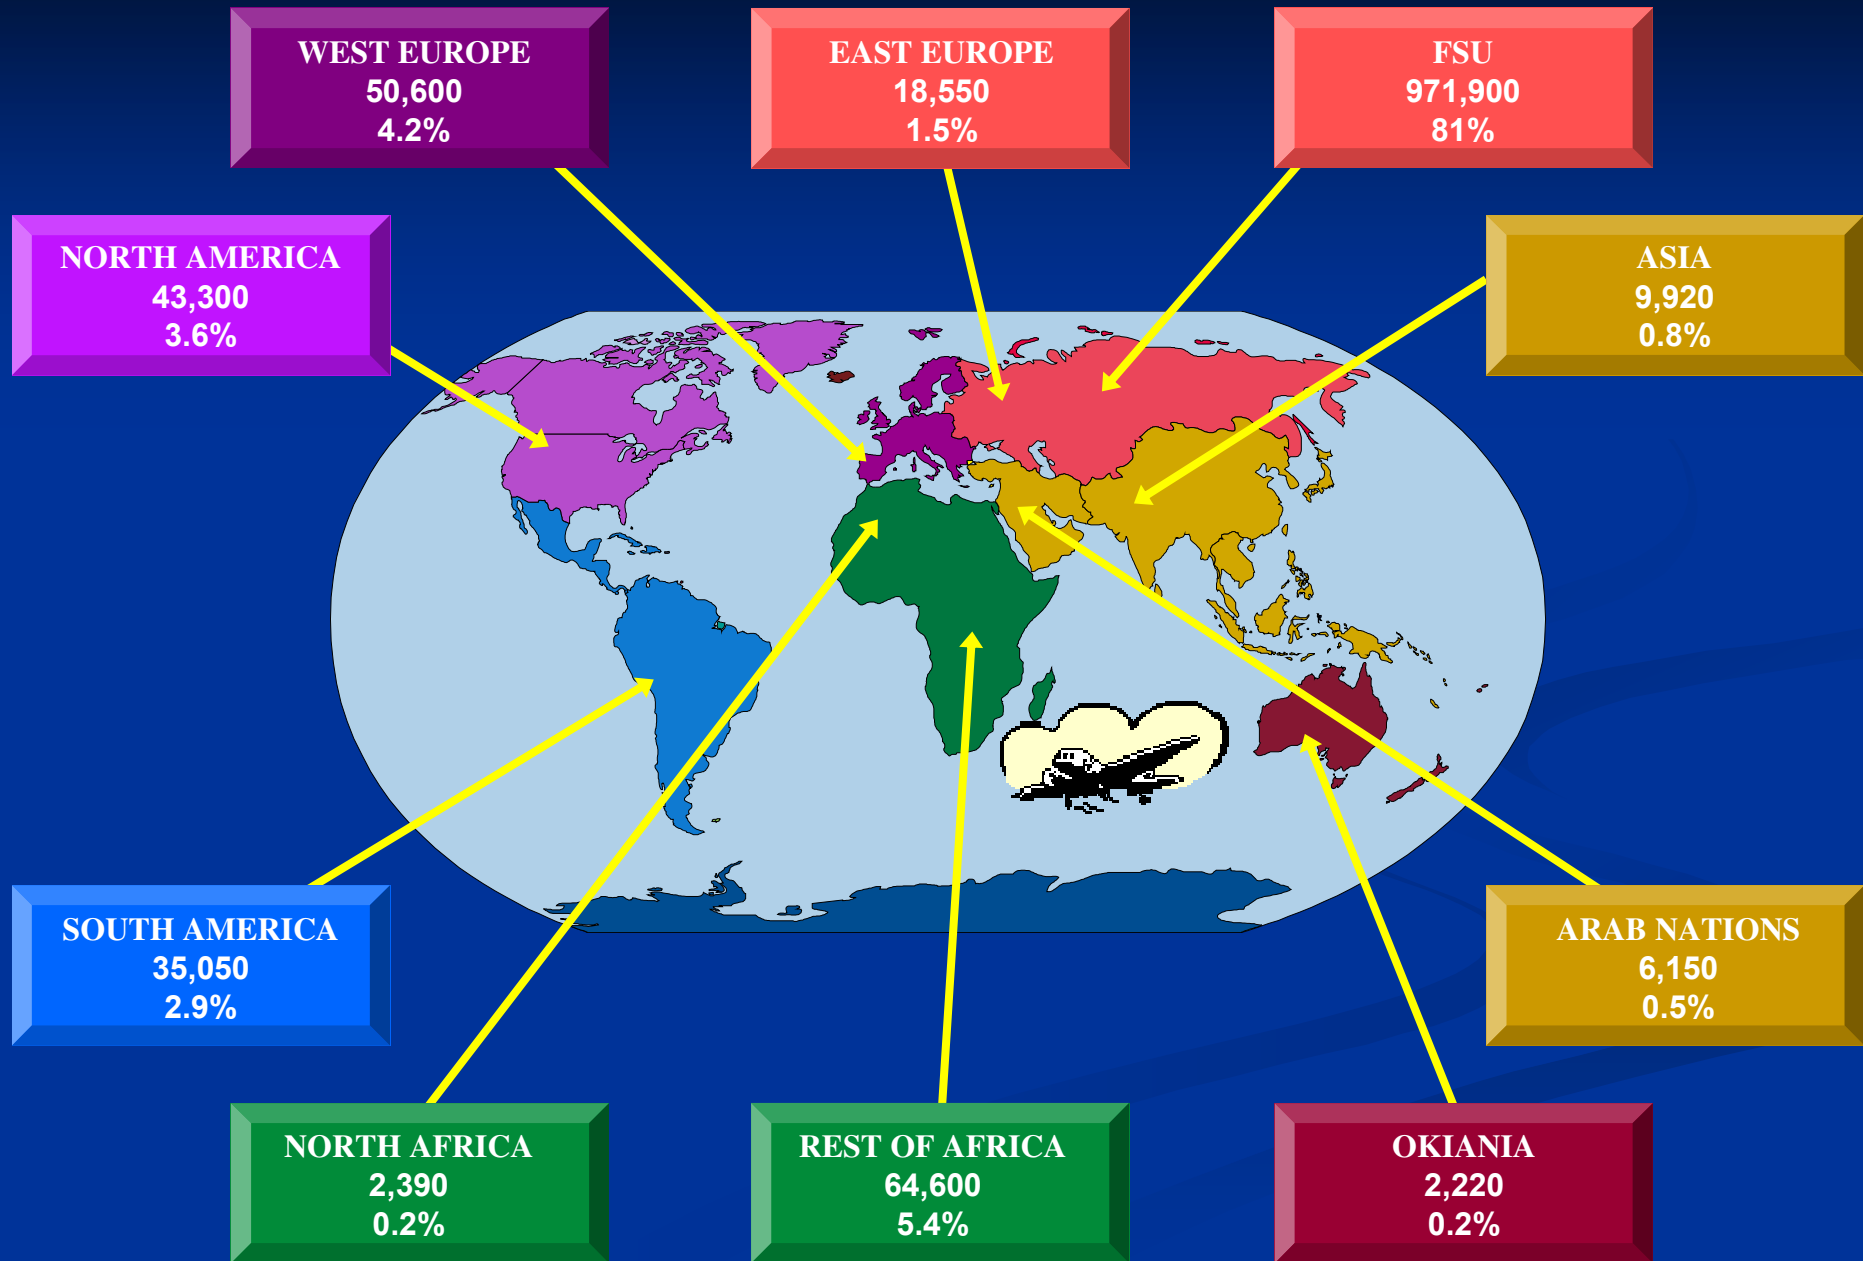 WEST EUROPE
50,600
4.2%
EAST EUROPE
18,550
1.5%
FSU
971,900
81%
NORTH AMERICA
43,300
3.6%
ASIA
9,920
0.8%
SOUTH AMERICA
35,050
2.9%
ARAB NATIONS
6,150
0.5%
NORTH AFRICA
2,390
0.2%
REST OF AFRICA
64,600
5.4%
OKIANIA
2,220
0.2%